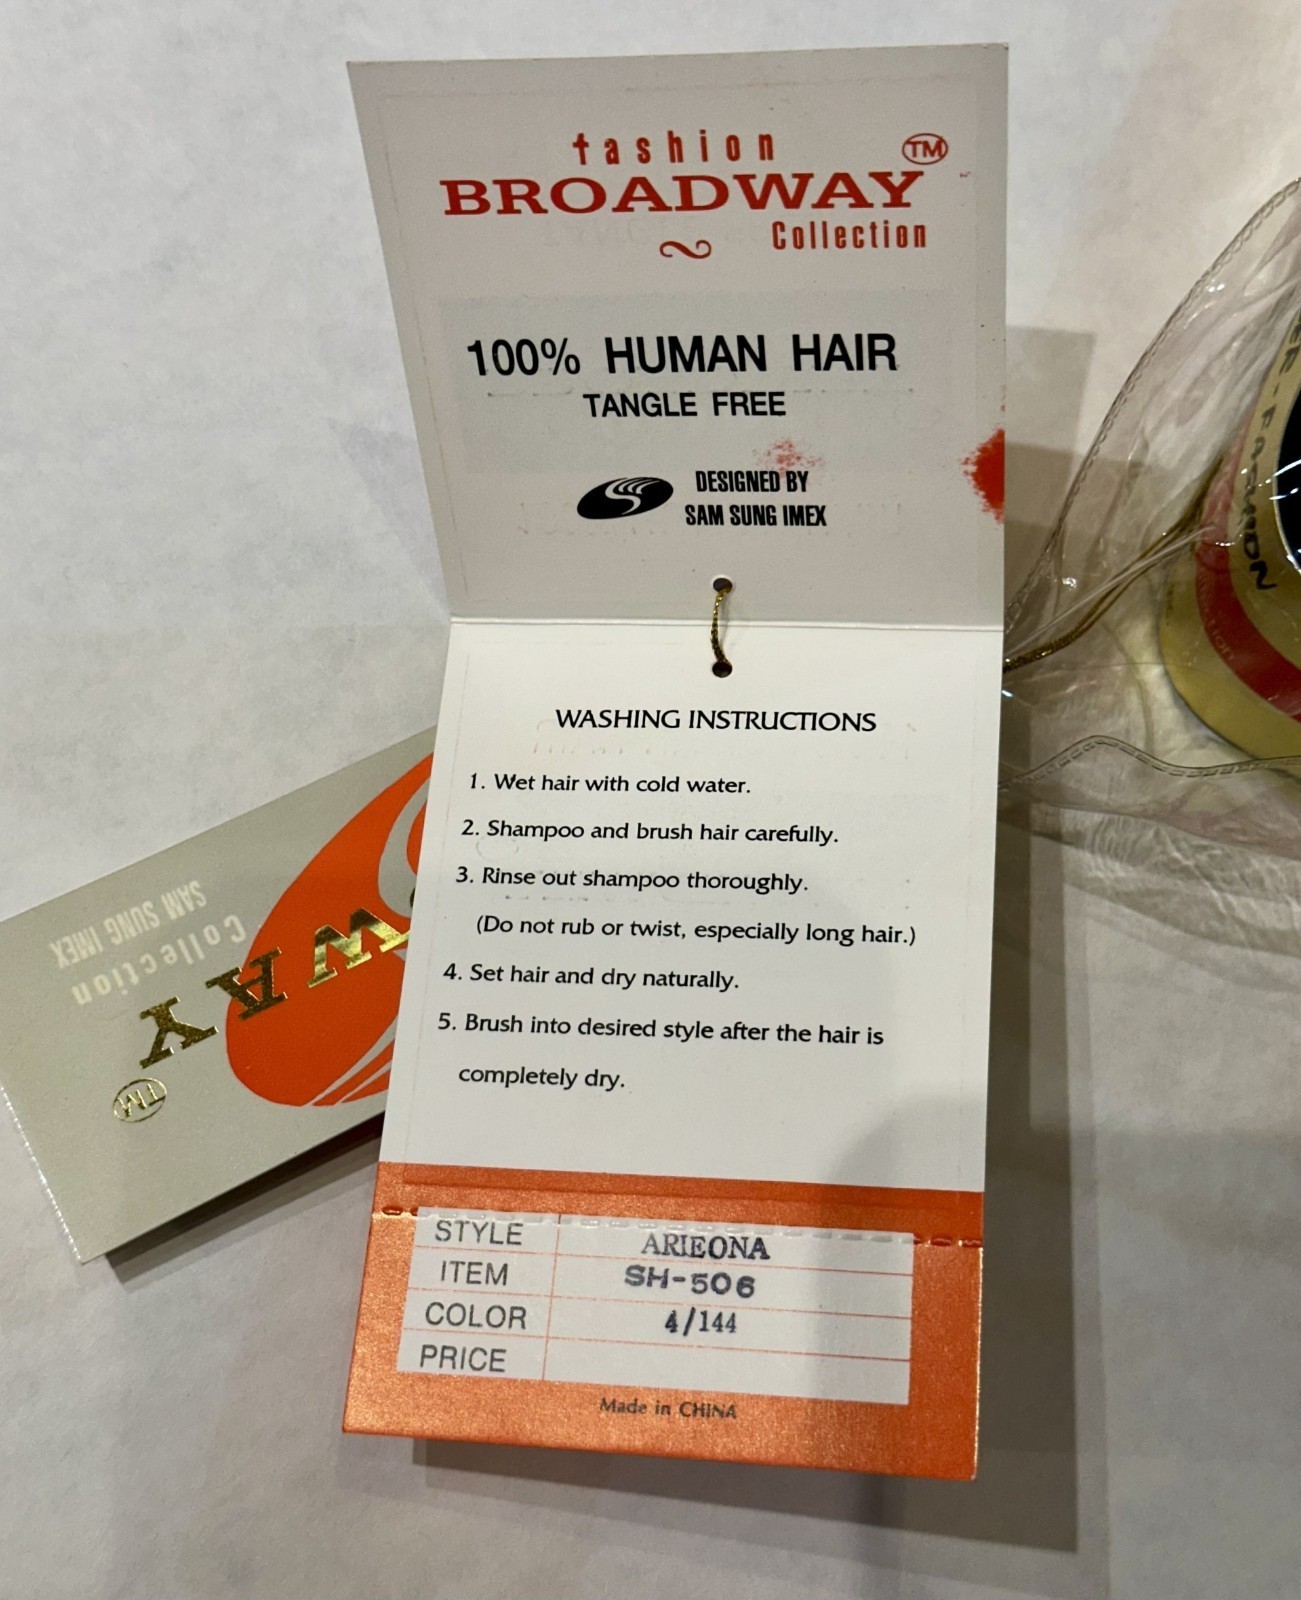 fashion
TM
BROADWAY
Collection
100% HUMAN HAIR
TANGLE FREE
DESIGNED BY
SAM SUNG IMEX
WASHING INSTRUCTIONS
1. Wet hair with cold water.
2. Shampoo and brush hair carefully.
3. Rinse out shampoo thoroughly.
(Do not rub or twist, especially long hair.)
4. Set hair and dry naturally.
5. Brush into desired style after the hair is
completely dry.
STYLE ARIEONA
ITEM SH-506
COLOR 4/144
PRICE
Made in CHINA
TM
WAY
Collection
SAM SUNG IMEX